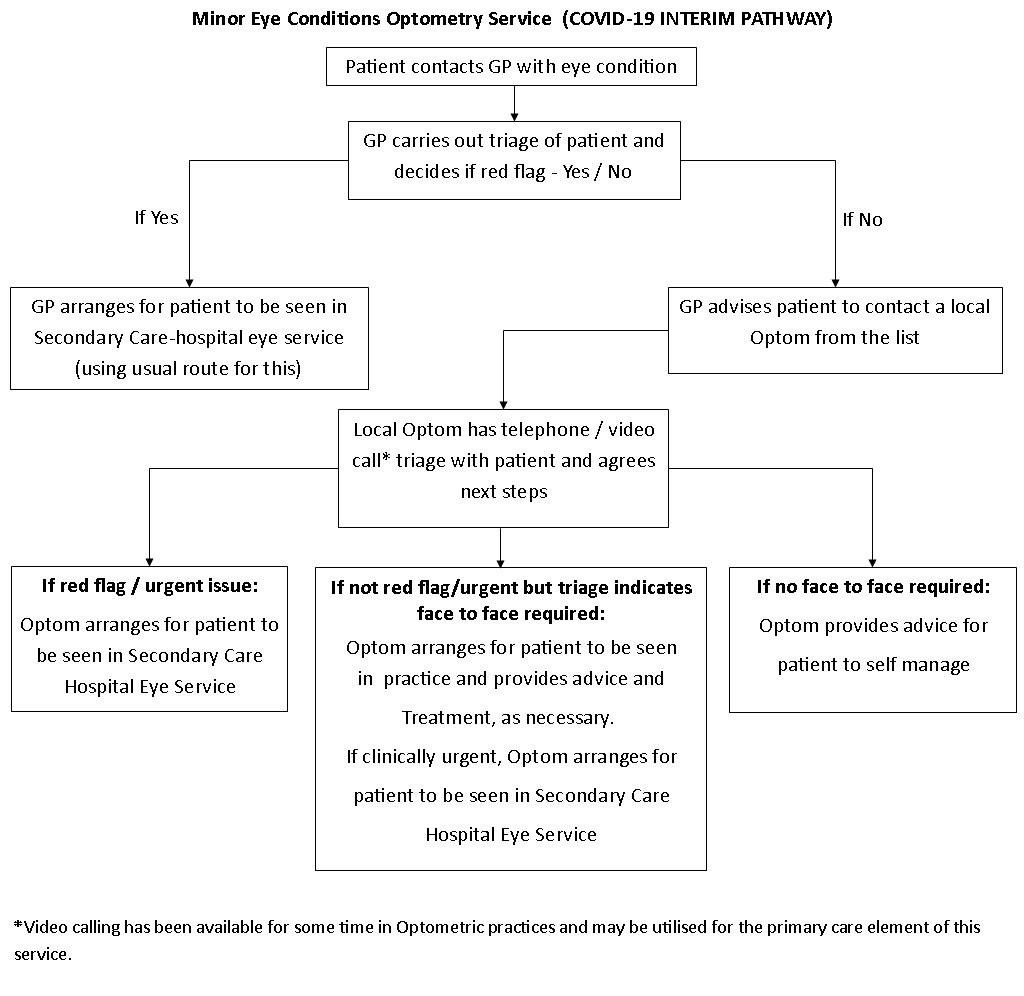 Minor Eye Conditions Optometry Service  (COVID-19 INTERIM PATHWAY)
Patient contacts GP with eye condition
GP carries out triage of patient and
decides if red flag - Yes / No
If Yes
If No
GP arranges for patient to be seen in
Secondary Care-hospital eye service
(using usual route for this)
GP advises patient to contact a local
Optom from the list
Local Optom has telephone / video
call* triage with patient and agrees
next steps
If red flag / urgent issue:
Optom arranges for patient to
be seen in Secondary Care
Hospital Eye Service
If not red flag/urgent but triage indicates
face to face required:
Optom arranges for patient to be seen
in  practice and provides advice and
Treatment, as necessary.
If clinically urgent, Optom arranges for
patient to be seen in Secondary Care
Hospital Eye Service
If no face to face required:
Optom provides advice for
patient to self manage
*Video calling has been available for some time in Optometric practices and may be utilised for the primary care element of this
service.